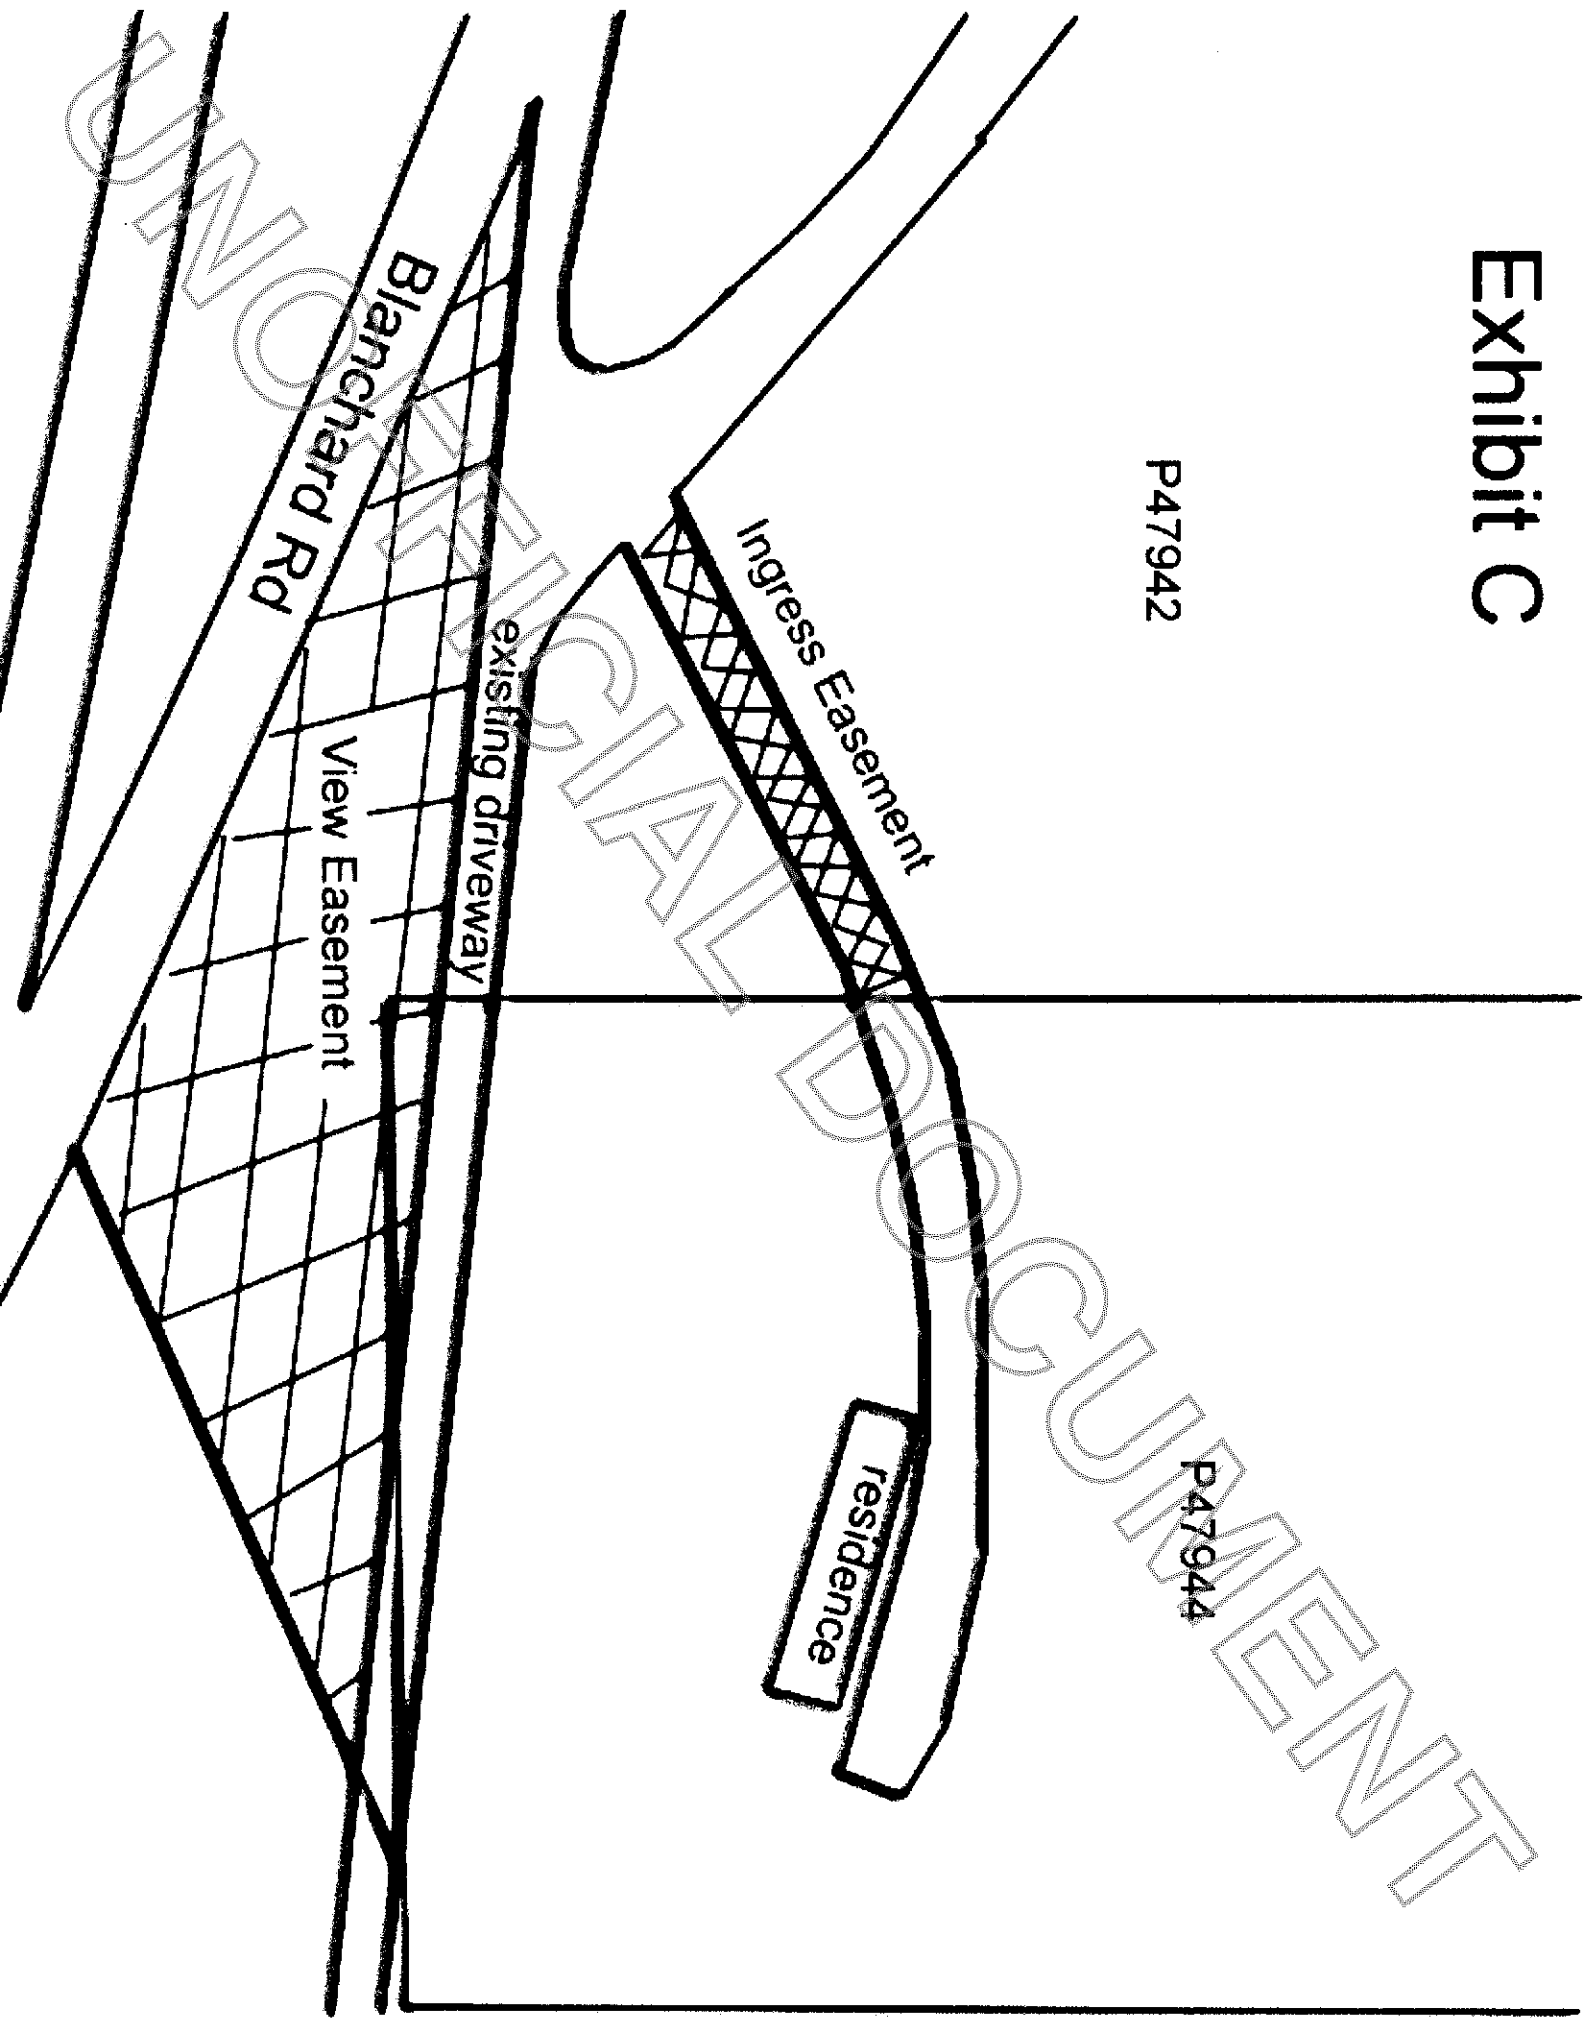 Exhibit C
P47942
P47944
Ingress Easement
residence
existing driveway
View Easement
Blanchard Rd
UNOFFICIAL DOCUMENT